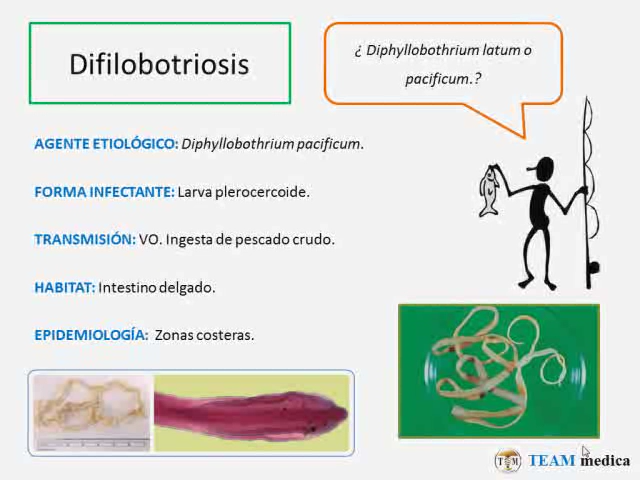 Difilobotriosis
¿ Diphyllobothrium latum o
pacificum.?
AGENTE ETIOLÓGICO: Diphyllobothrium pacificum.
FORMA INFECTANTE: Larva plerocercoide.
TRANSMISIÓN: VO. Ingesta de pescado crudo.
HABITAT: Intestino delgado.
EPIDEMIOLOGÍA: Zonas costeras.
TEAM medica